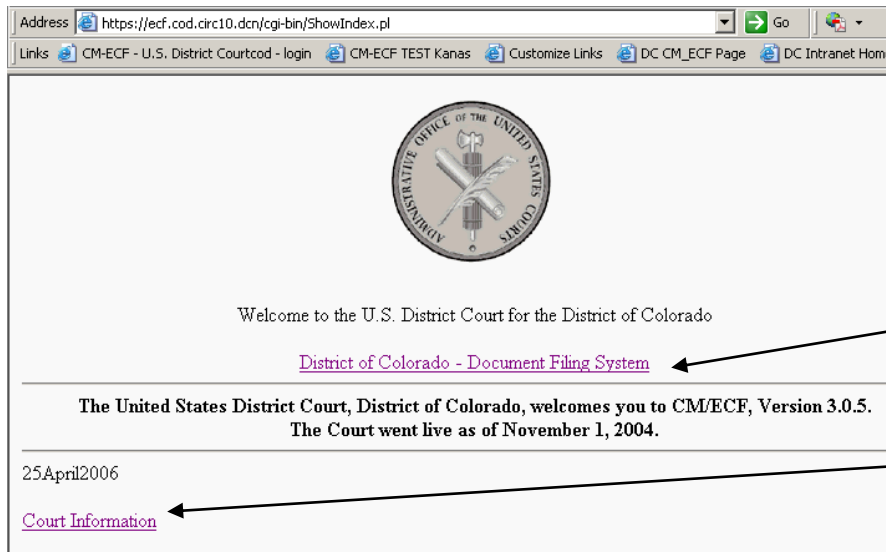 Address https://ecf.cod.circ10.dcn/cgi-bin/ShowIndex.pl Go
Links CM-ECF - U.S. District Courtcod - login CM-ECF TEST Kanas Customize Links DC CM_ECF Page DC Intranet Hom
ADMINISTRATIVE OFFICE OF THE UNITED STATES COURTS
Welcome to the U.S. District Court for the District of Colorado
District of Colorado - Document Filing System
The United States District Court, District of Colorado, welcomes you to CM/ECF, Version 3.0.5.
The Court went live as of November 1, 2004.
25April2006
Court Information